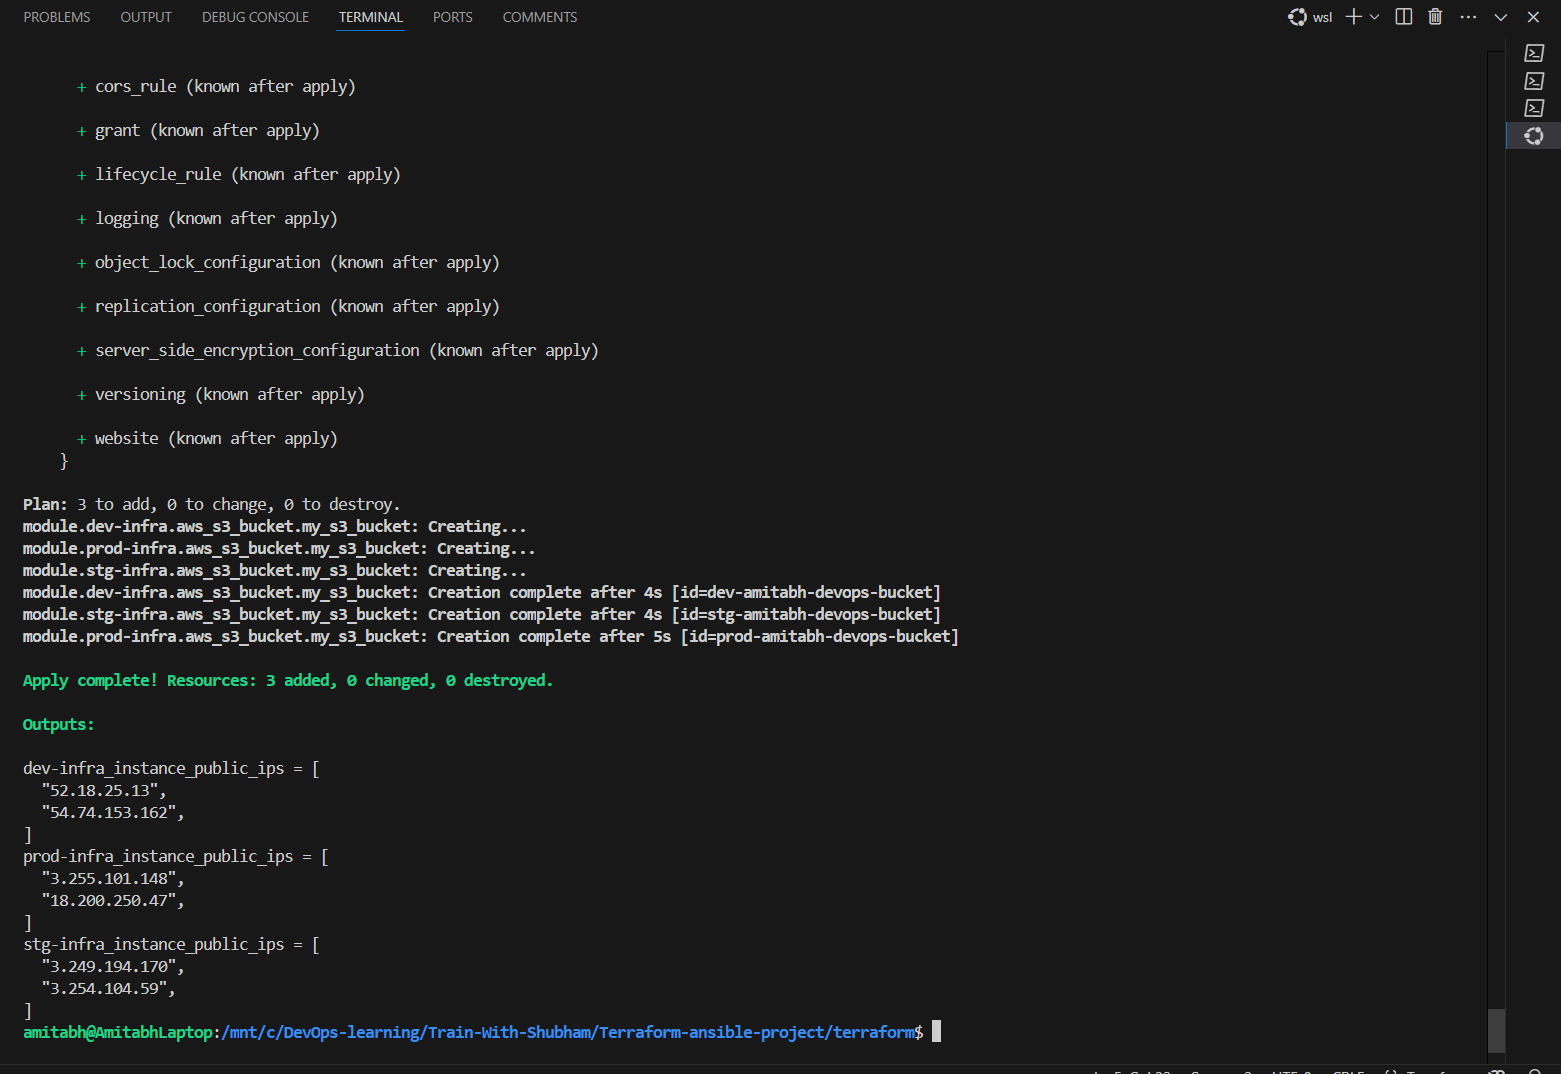 PROBLEMS OUTPUT DEBUG CONSOLE TERMINAL PORTS COMMENTS wsl
+ cors_rule (known after apply)
+ grant (known after apply)
+ lifecycle_rule (known after apply)
+ logging (known after apply)
+ object_lock_configuration (known after apply)
+ replication_configuration (known after apply)
+ server_side_encryption_configuration (known after apply)
+ versioning (known after apply)
+ website (known after apply)
}
Plan: 3 to add, 0 to change, 0 to destroy.
module.dev-infra.aws_s3_bucket.my_s3_bucket: Creating...
module.prod-infra.aws_s3_bucket.my_s3_bucket: Creating...
module.stg-infra.aws_s3_bucket.my_s3_bucket: Creating...
module.dev-infra.aws_s3_bucket.my_s3_bucket: Creation complete after 4s [id=dev-amitabh-devops-bucket]
module.stg-infra.aws_s3_bucket.my_s3_bucket: Creation complete after 4s [id=stg-amitabh-devops-bucket]
module.prod-infra.aws_s3_bucket.my_s3_bucket: Creation complete after 5s [id=prod-amitabh-devops-bucket]
Apply complete! Resources: 3 added, 0 changed, 0 destroyed.
Outputs:
dev-infra_instance_public_ips = [
"52.18.25.13",
"54.74.153.162",
]
prod-infra_instance_public_ips = [
"3.255.101.148",
"18.200.250.47",
]
stg-infra_instance_public_ips = [
"3.249.194.170",
"3.254.104.59",
]
amitabh@AmitabhLaptop:/mnt/c/DevOps-learning/Train-With-Shubham/Terraform-ansible-project/terraform$